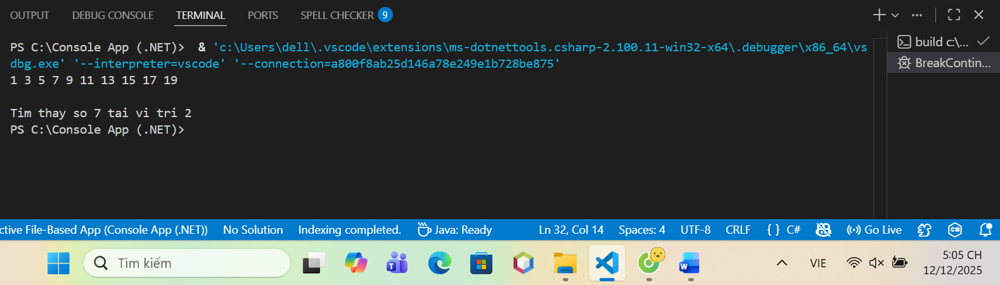 OUTPUT DEBUG CONSOLE TERMINAL PORTS SPELL CHECKER 9
PS C:\Console App (.NET)>  & 'c:\Users\dell\.vscode\extensions\ms-dotnettools.csharp-2.100.11-win32-x64\.debugger\x86_64\vs
dbg.exe' '--interpreter=vscode' '--connection=a800f8ab25d146a78e249e1b728be875'
1 3 5 7 9 11 13 15 17 19
Tim thay so 7 tai vi tri 2
PS C:\Console App (.NET)>
build c:\...
BreakContin...
ctive File-Based App (Console App (.NET)) No Solution Indexing completed. Java: Ready Ln 32, Col 14 Spaces: 4 UTF-8 CRLF { } C# Go Live C#
Tìm kiếm T W VIE 5:05 CH
12/12/2025